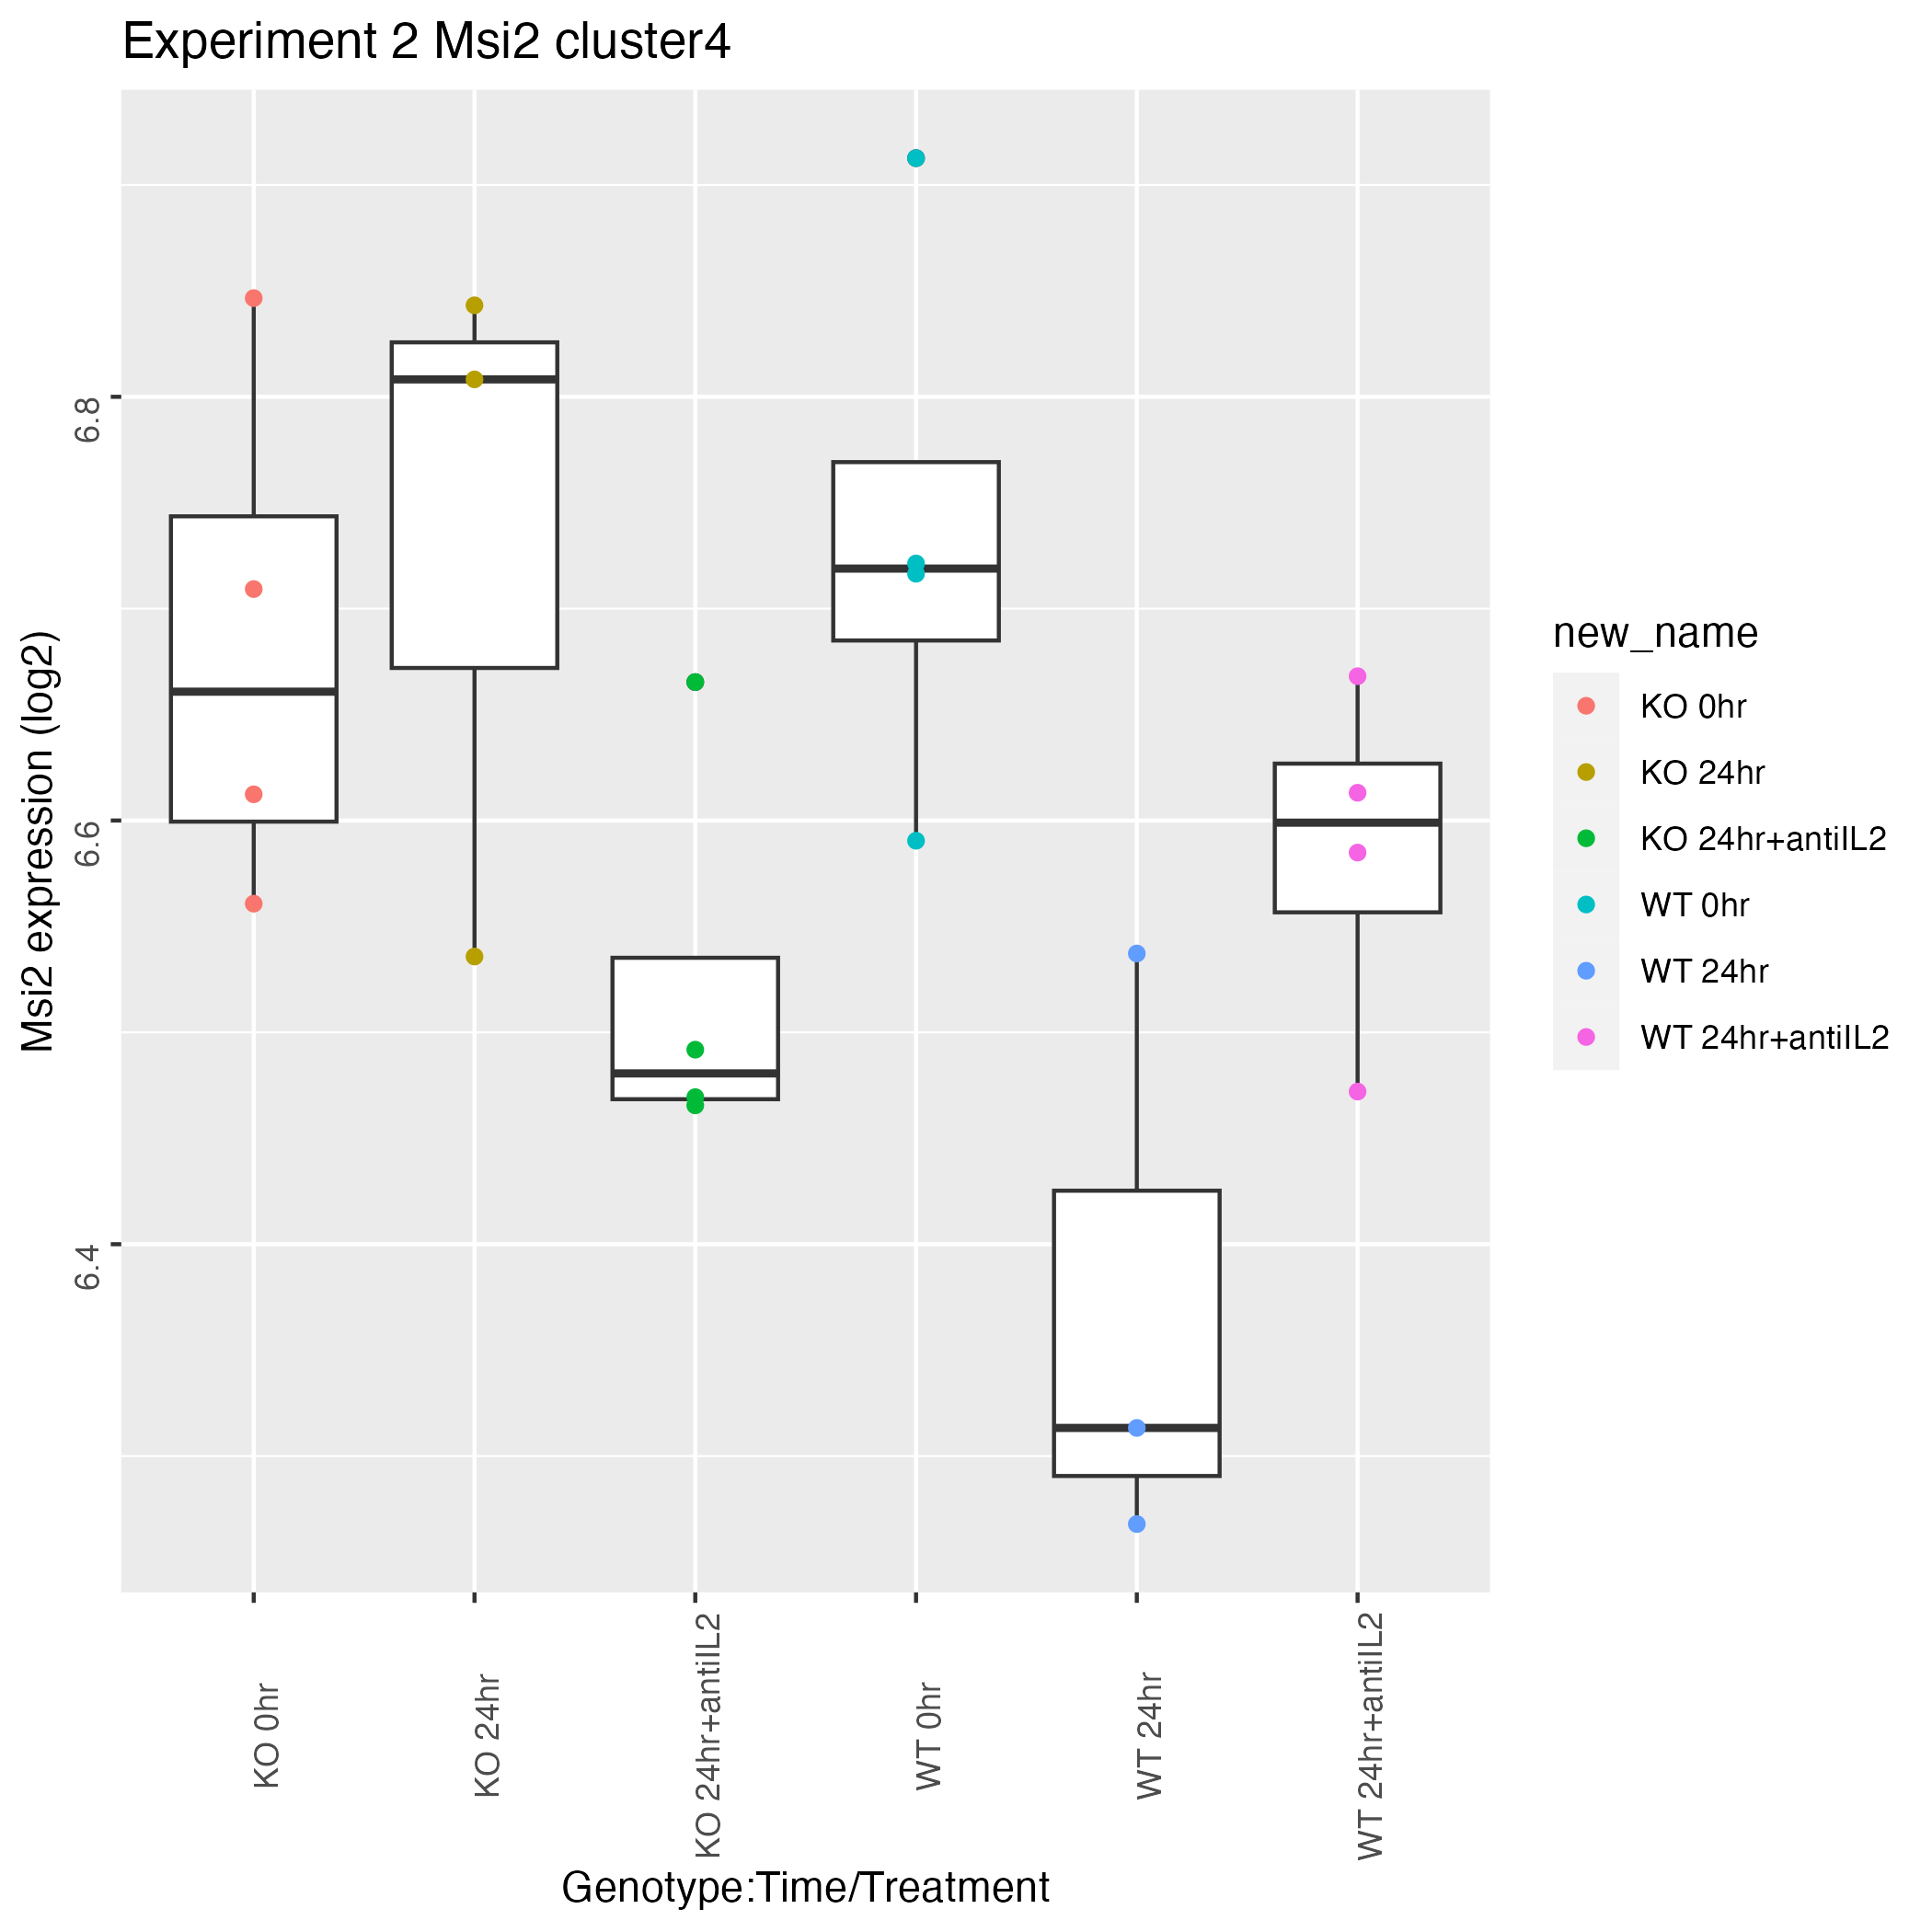 Experiment 2 Msi2 cluster4
Msi2 expression (log2)
6.8
6.6
6.4
KO 0hr
KO 24hr
KO 24hr+antiIL2
WT 0hr
WT 24hr
WT 24hr+antiIL2
Genotype:Time/Treatment
new_name
KO 0hr
KO 24hr
KO 24hr+antiIL2
WT 0hr
WT 24hr
WT 24hr+antiIL2